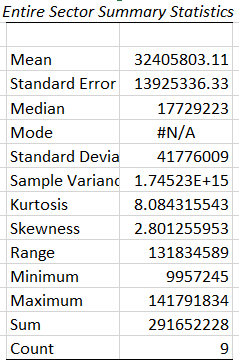 Entire Sector Summary Statistics
Mean 32405803.11
Standard Error 13925336.33
Median 17729223
Mode #N/A
Standard Devia 41776009
Sample Varianc 1.74523E+15
Kurtosis 8.084315543
Skewness 2.801255953
Range 131834589
Minimum 9957245
Maximum 141791834
Sum 291652228
Count 9